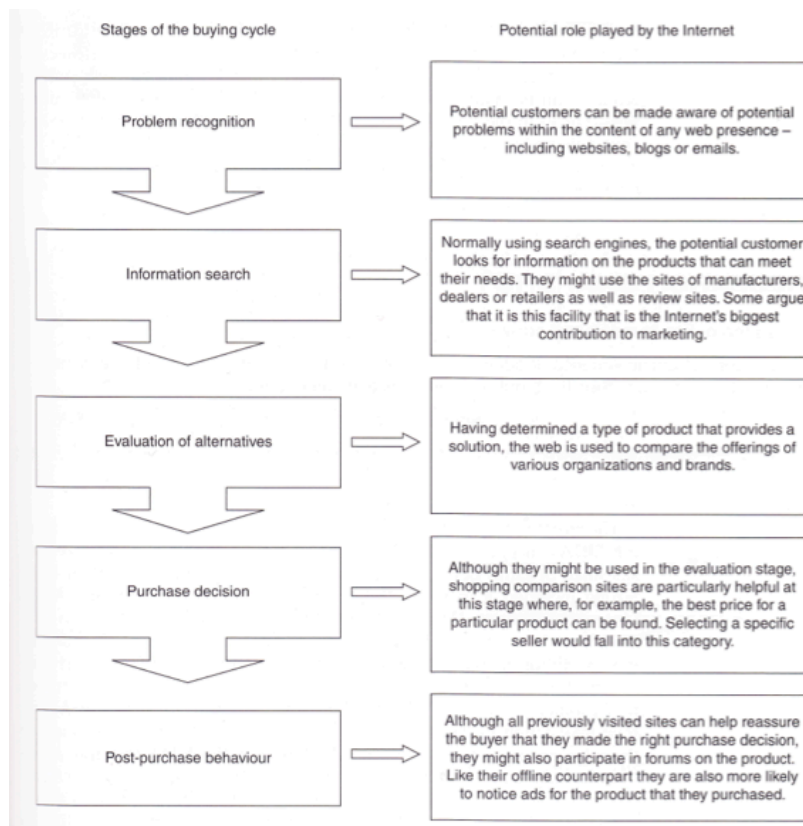 Stages of the buying cycle
Potential role played by the Internet
Problem recognition
Potential customers can be made aware of potential
problems within the content of any web presence –
including websites, blogs or emails.
Information search
Normally using search engines, the potential customer
looks for information on the products that can meet
their needs. They might use the sites of manufacturers,
dealers or retailers as well as review sites. Some argue
that it is this facility that is the Internet's biggest
contribution to marketing.
Evaluation of alternatives
Having determined a type of product that provides a
solution, the web is used to compare the offerings of
various organizations and brands.
Purchase decision
Although they might be used in the evaluation stage,
shopping comparison sites are particularly helpful at
this stage where, for example, the best price for a
particular product can be found. Selecting a specific
seller would fall into this category.
Post-purchase behaviour
Although all previously visited sites can help reassure
the buyer that they made the right purchase decision,
they might also participate in forums on the product.
Like their offline counterpart they are also more likely
to notice ads for the product that they purchased.